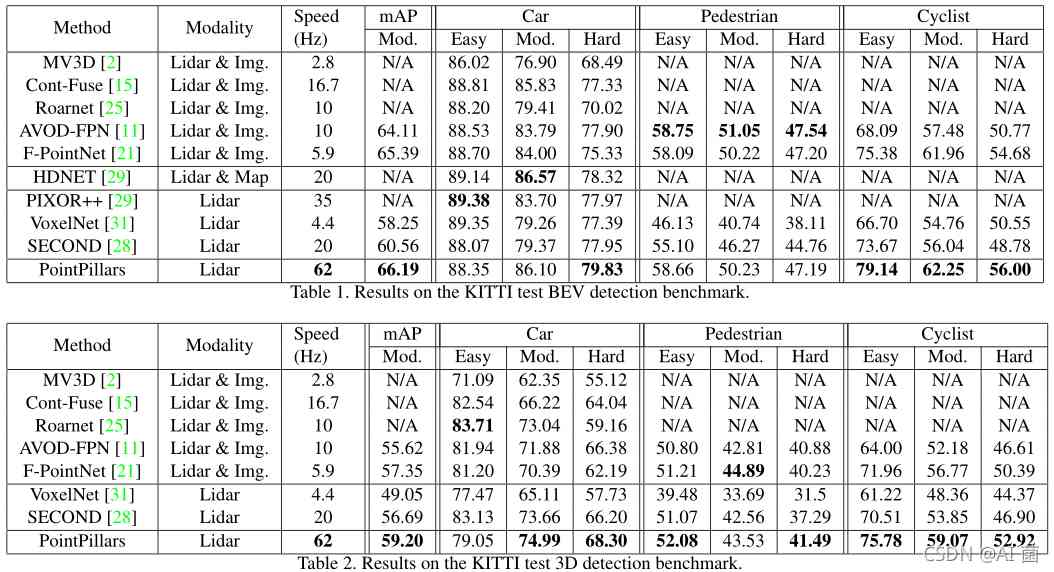 Method Modality Speed (Hz) mAP Car Pedestrian Cyclist
Mod. Easy Mod. Hard Easy Mod. Hard Easy Mod. Hard
MV3D [2] Lidar & Img. 2.8 N/A 86.02 76.90 68.49 N/A N/A N/A N/A N/A N/A
Cont-Fuse [15] Lidar & Img. 16.7 N/A 88.81 85.83 77.33 N/A N/A N/A N/A N/A N/A
Roarnet [25] Lidar & Img. 10 N/A 88.20 79.41 70.02 N/A N/A N/A N/A N/A N/A
AVOD-FPN [11] Lidar & Img. 10 64.11 88.53 83.79 77.90 58.75 51.05 47.54 68.09 57.48 50.77
F-PointNet [21] Lidar & Img. 5.9 65.39 88.70 84.00 75.33 58.09 50.22 47.20 75.38 61.96 54.68
HDNET [29] Lidar & Map 20 N/A 89.14 86.57 78.32 N/A N/A N/A N/A N/A N/A
PIXOR++ [29] Lidar 35 N/A 89.38 83.70 77.97 N/A N/A N/A N/A N/A N/A
VoxelNet [31] Lidar 4.4 58.25 89.35 79.26 77.39 46.13 40.74 38.11 66.70 54.76 50.55
SECOND [28] Lidar 20 60.56 88.07 79.37 77.95 55.10 46.27 44.76 73.67 56.04 48.78
PointPillars Lidar 62 66.19 88.35 86.10 79.83 58.66 50.23 47.19 79.14 62.25 56.00
Table 1. Results on the KITTI test BEV detection benchmark.
Method Modality Speed (Hz) mAP Car Pedestrian Cyclist
Mod. Easy Mod. Hard Easy Mod. Hard Easy Mod. Hard
MV3D [2] Lidar & Img. 2.8 N/A 71.09 62.35 55.12 N/A N/A N/A N/A N/A N/A
Cont-Fuse [15] Lidar & Img. 16.7 N/A 82.54 66.22 64.04 N/A N/A N/A N/A N/A N/A
Roarnet [25] Lidar & Img. 10 N/A 83.71 73.04 59.16 N/A N/A N/A N/A N/A N/A
AVOD-FPN [11] Lidar & Img. 10 55.62 81.94 71.88 66.38 50.80 42.81 40.88 64.00 52.18 46.61
F-PointNet [21] Lidar & Img. 5.9 57.35 81.20 70.39 62.19 51.21 44.89 40.23 71.96 56.77 50.39
VoxelNet [31] Lidar 4.4 49.05 77.47 65.11 57.73 39.48 33.69 31.5 61.22 48.36 44.37
SECOND [28] Lidar 20 56.69 83.13 73.66 66.20 51.07 42.56 37.29 70.51 53.85 46.90
PointPillars Lidar 62 59.20 79.05 74.99 68.30 52.08 43.53 41.49 75.78 59.07 52.92
Table 2. Results on the KITTI test 3D detection benchmark.
CSDN @AI 菌